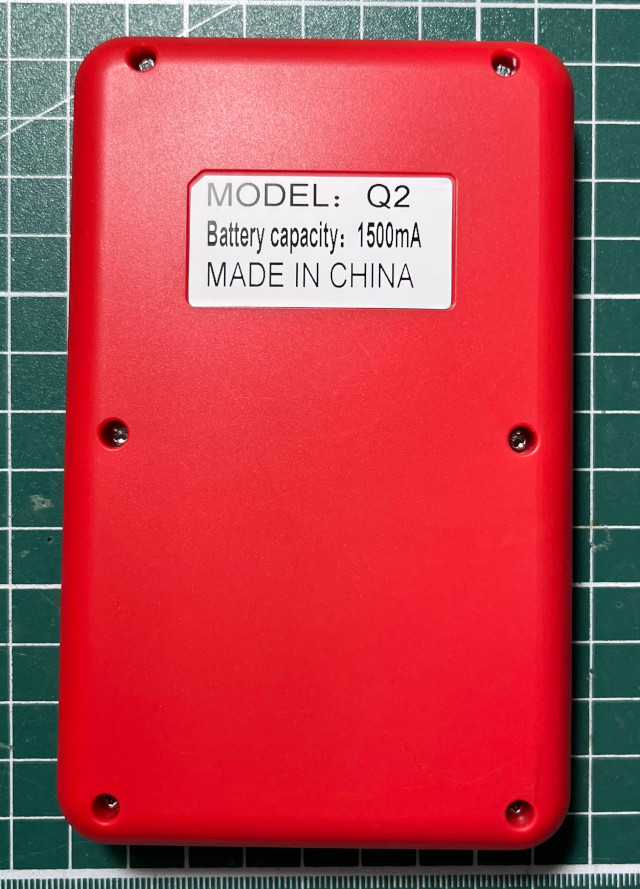 MODEL： Q2
Battery capacity：1500mA
MADE IN CHINA